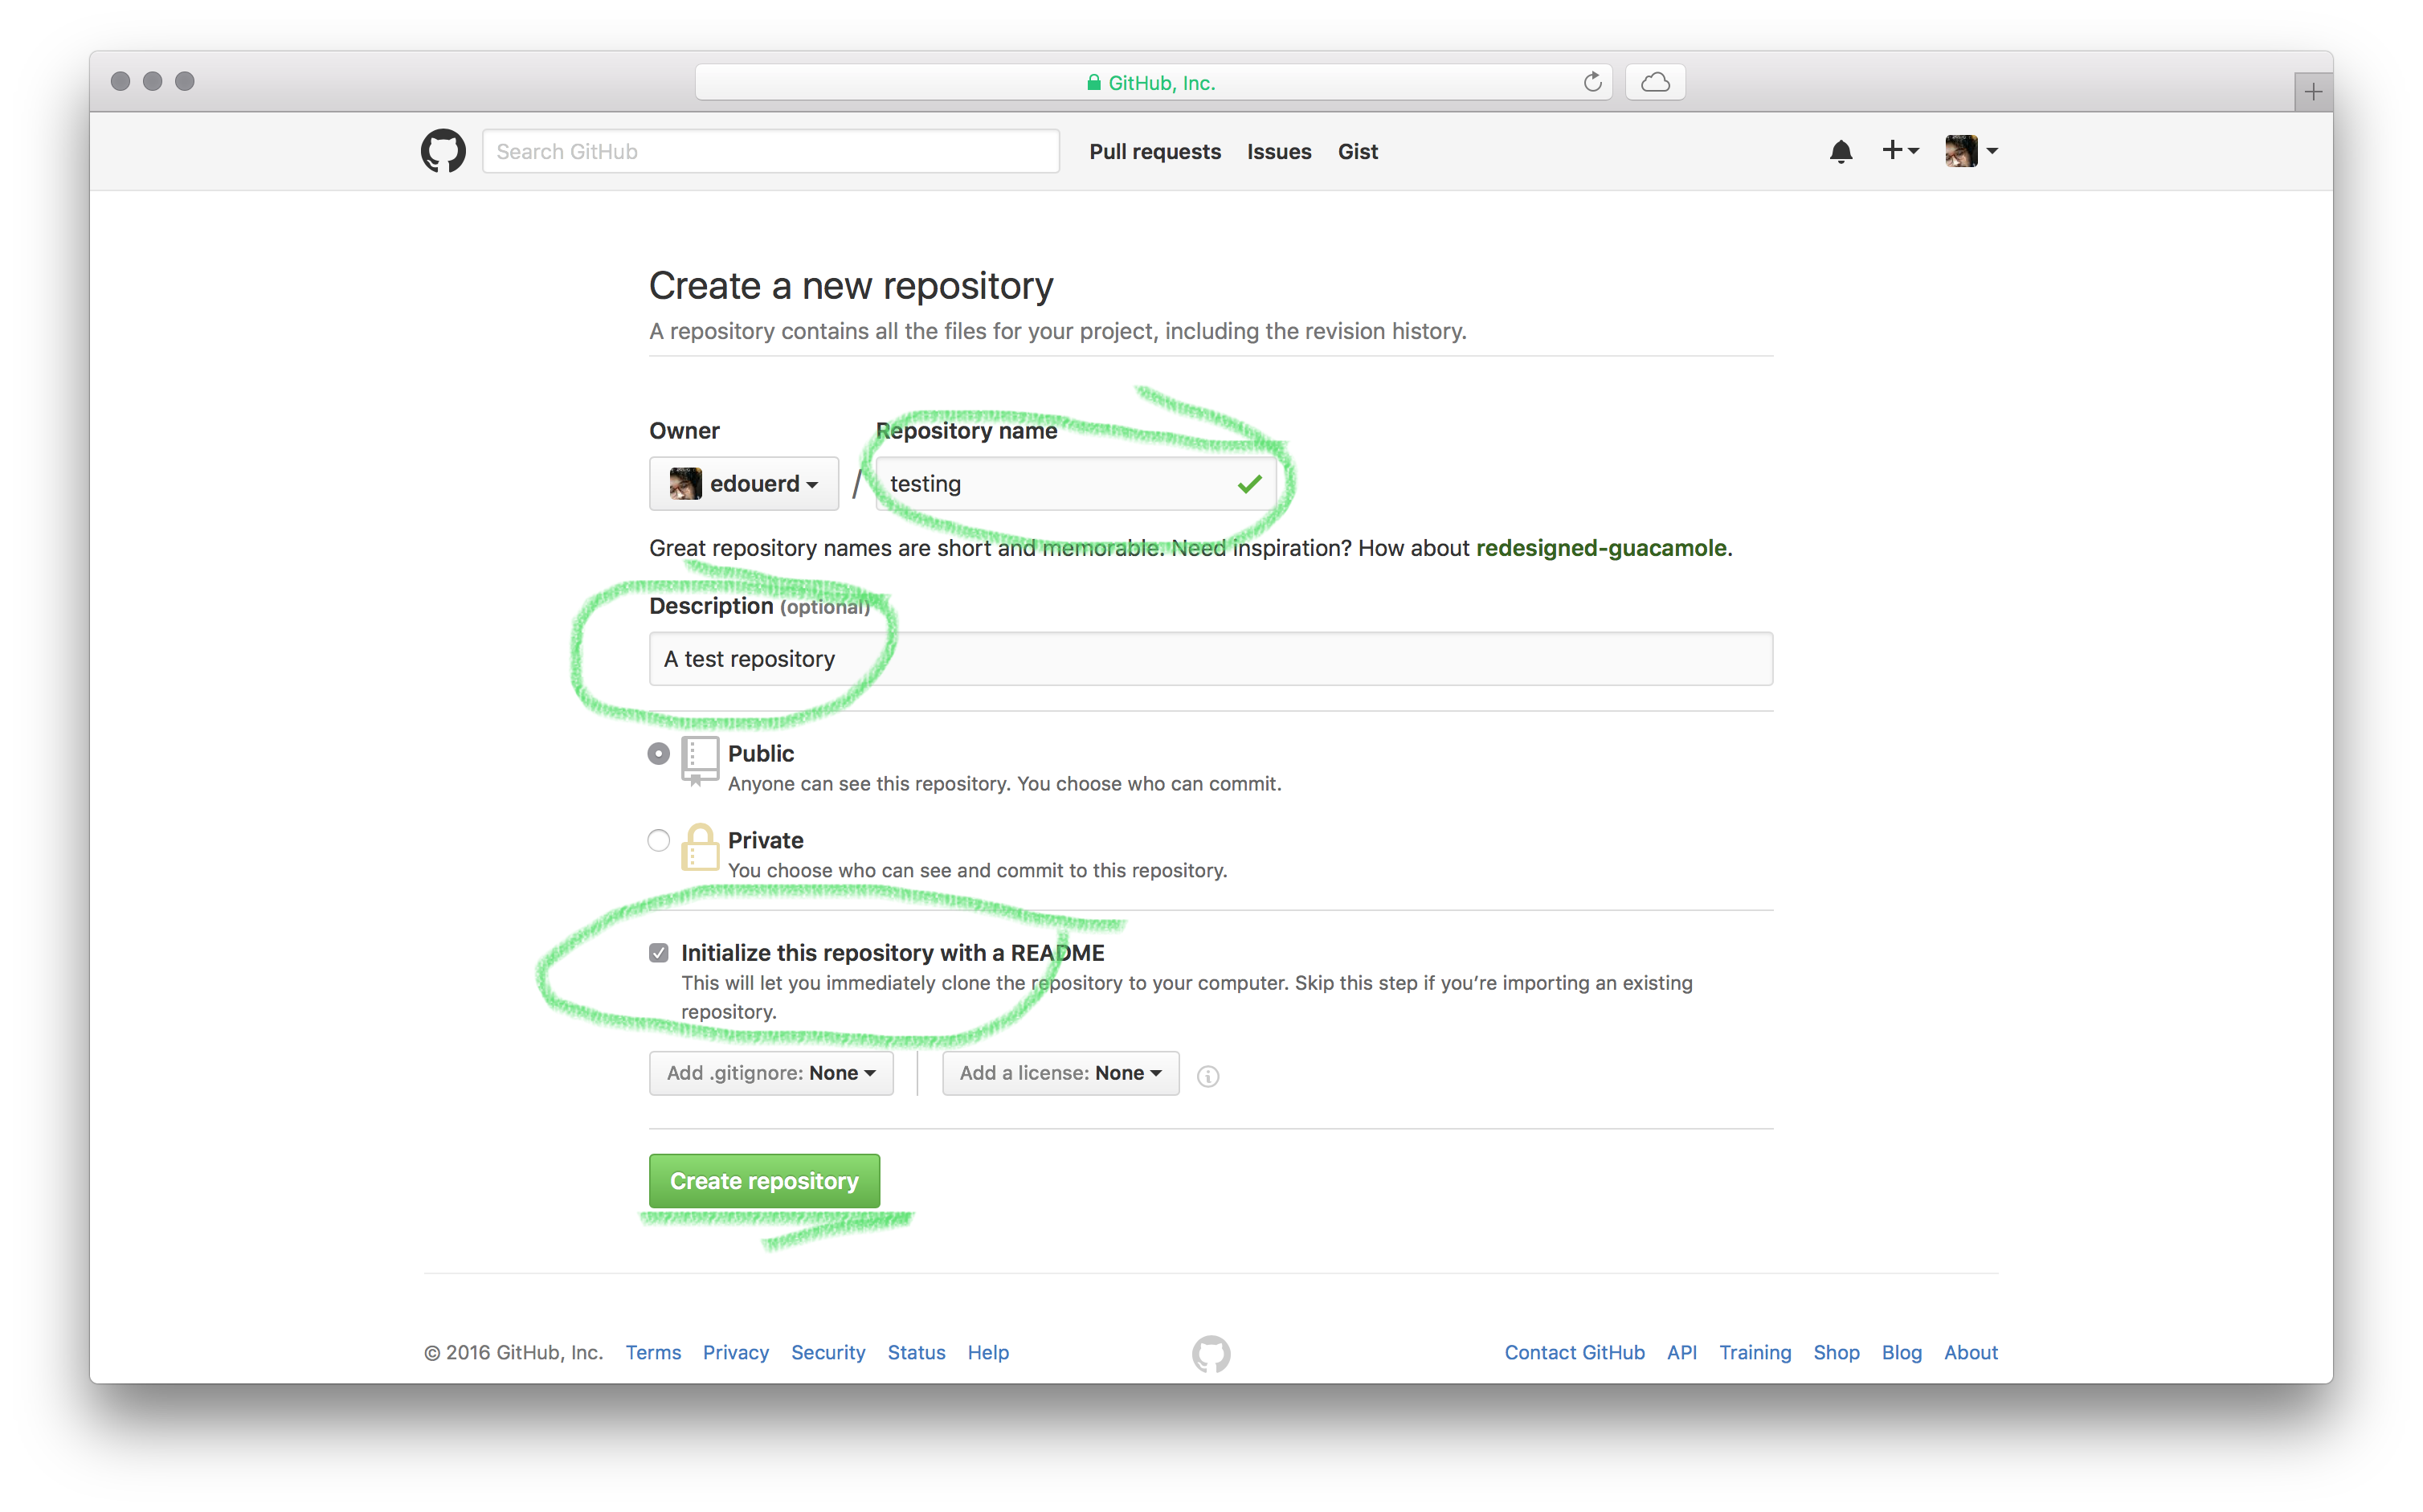 GitHub, Inc.
Search GitHub Pull requests Issues Gist
Create a new repository
A repository contains all the files for your project, including the revision history.
Owner Repository name
edouerd / testing
Great repository names are short and memorable. Need inspiration? How about redesigned-guacamole.
Description (optional)
A test repository
Public
Anyone can see this repository. You choose who can commit.
Private
You choose who can see and commit to this repository.
Initialize this repository with a README
This will let you immediately clone the repository to your computer. Skip this step if you’re importing an existing
repository.
Add .gitignore: None Add a license: None
Create repository
© 2016 GitHub, Inc. Terms Privacy Security Status Help Contact GitHub API Training Shop Blog About